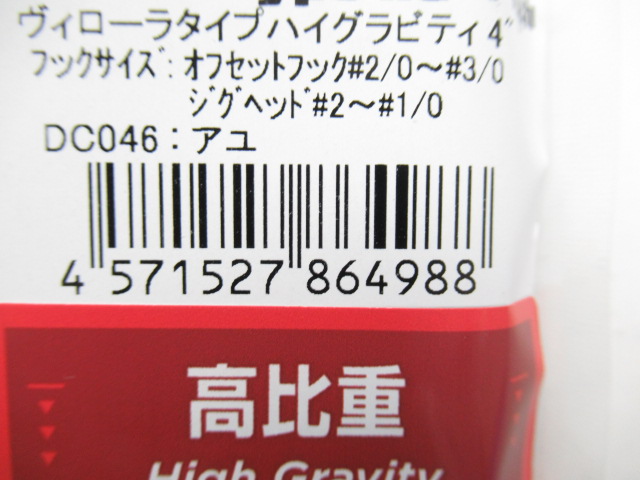 ヴィローラタイプハイグラビティ 4"
フックサイズ: オフセットフック#2/0～#3/0
ジグヘッド#2～#1/0
DC046：アユ
4 571527 864988
高比重
High Gravity